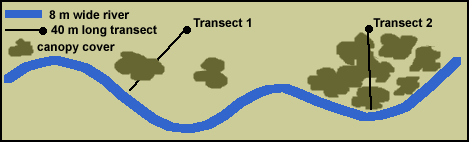 8 m wide river
40 m long transect
canopy cover
Transect 1
Transect 2